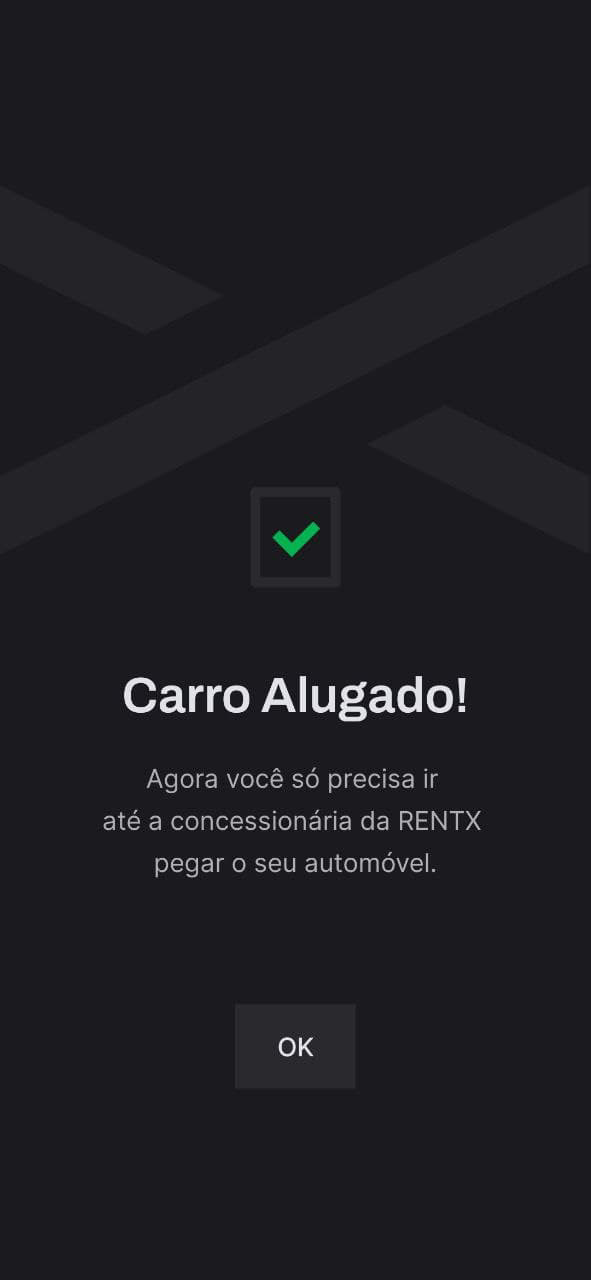 Carro Alugado!
Agora você só precisa ir
até a concessionária da RENTX
pegar o seu automóvel.
OK